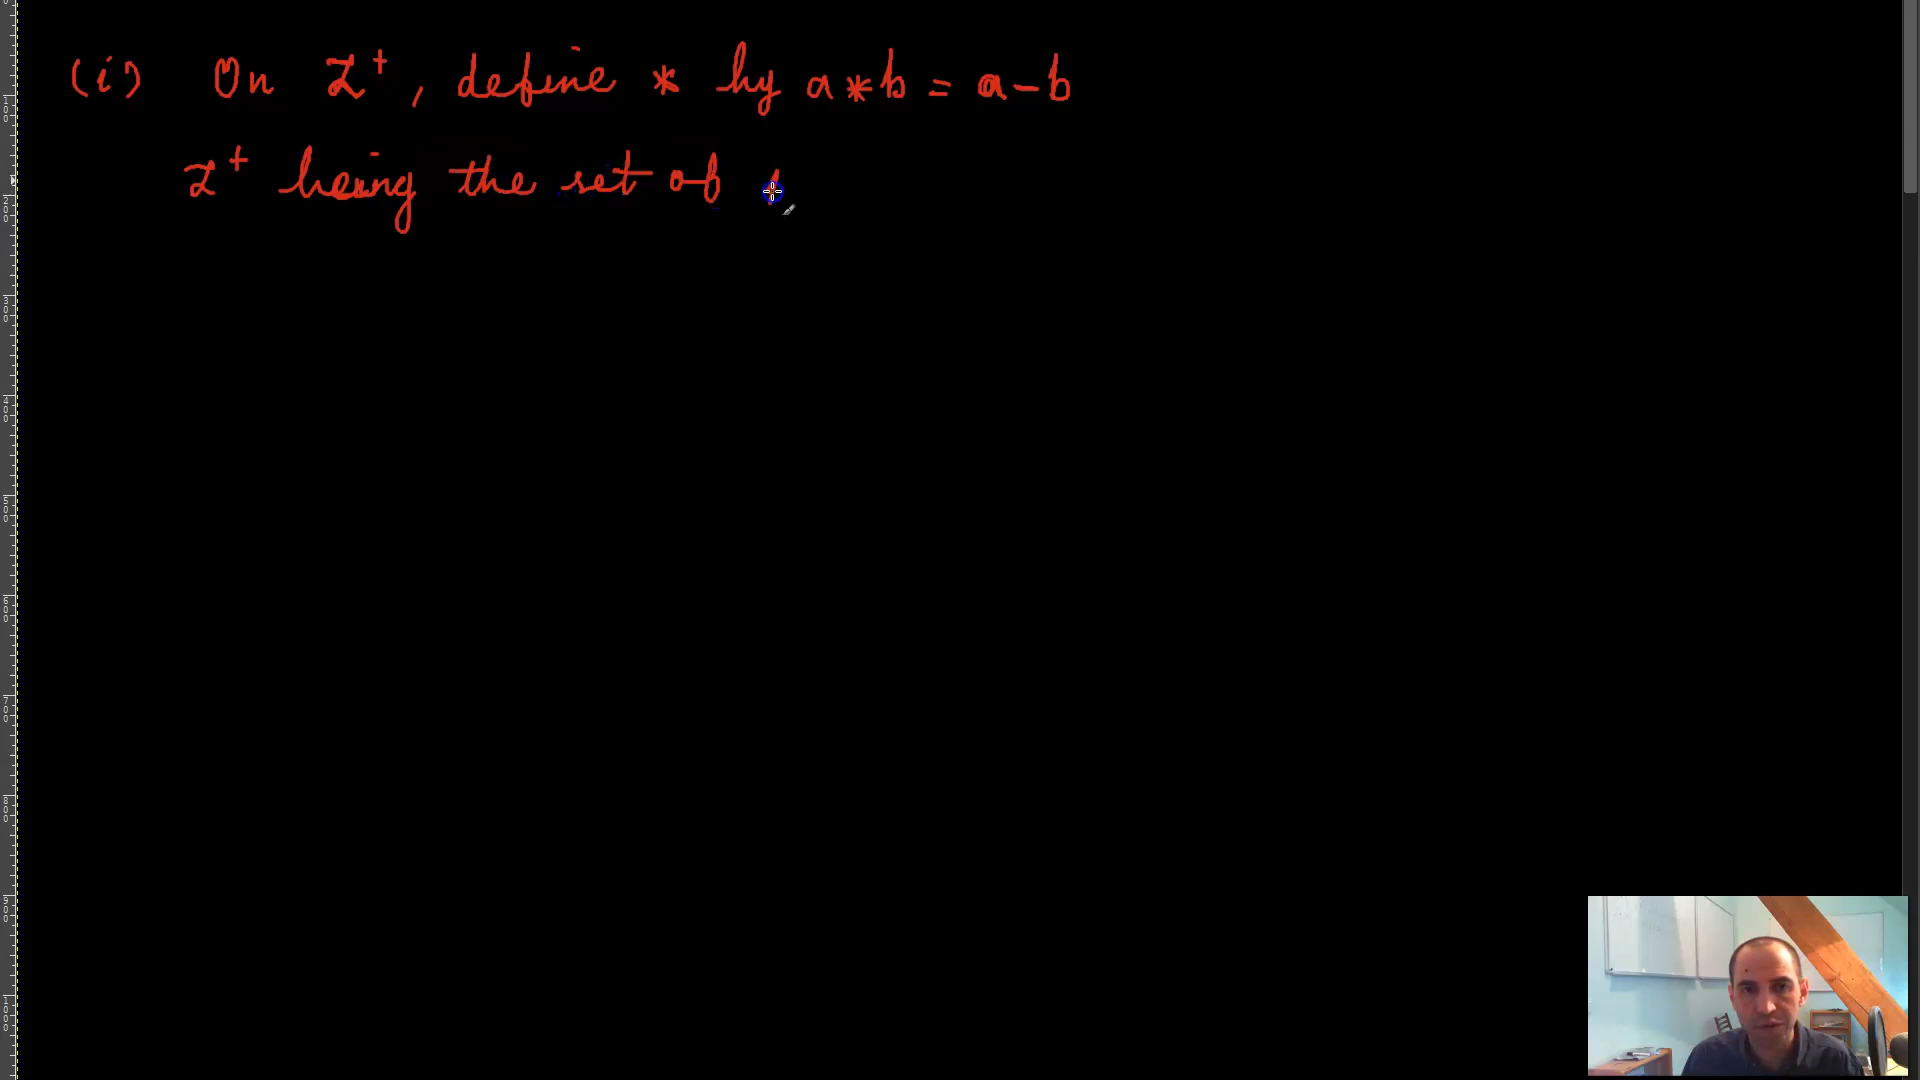 (i) On Z⁺, define * by a * b = a - b
Z⁺ being the set of